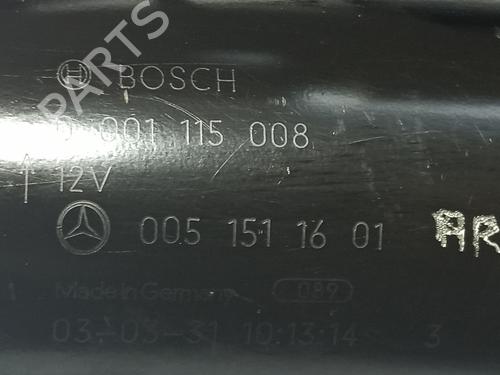 PARTS
BOSCH
0 001 115 008
12V
005 151 16 01
AR
Made in Germany
089
03-03-31 10:13:14 3